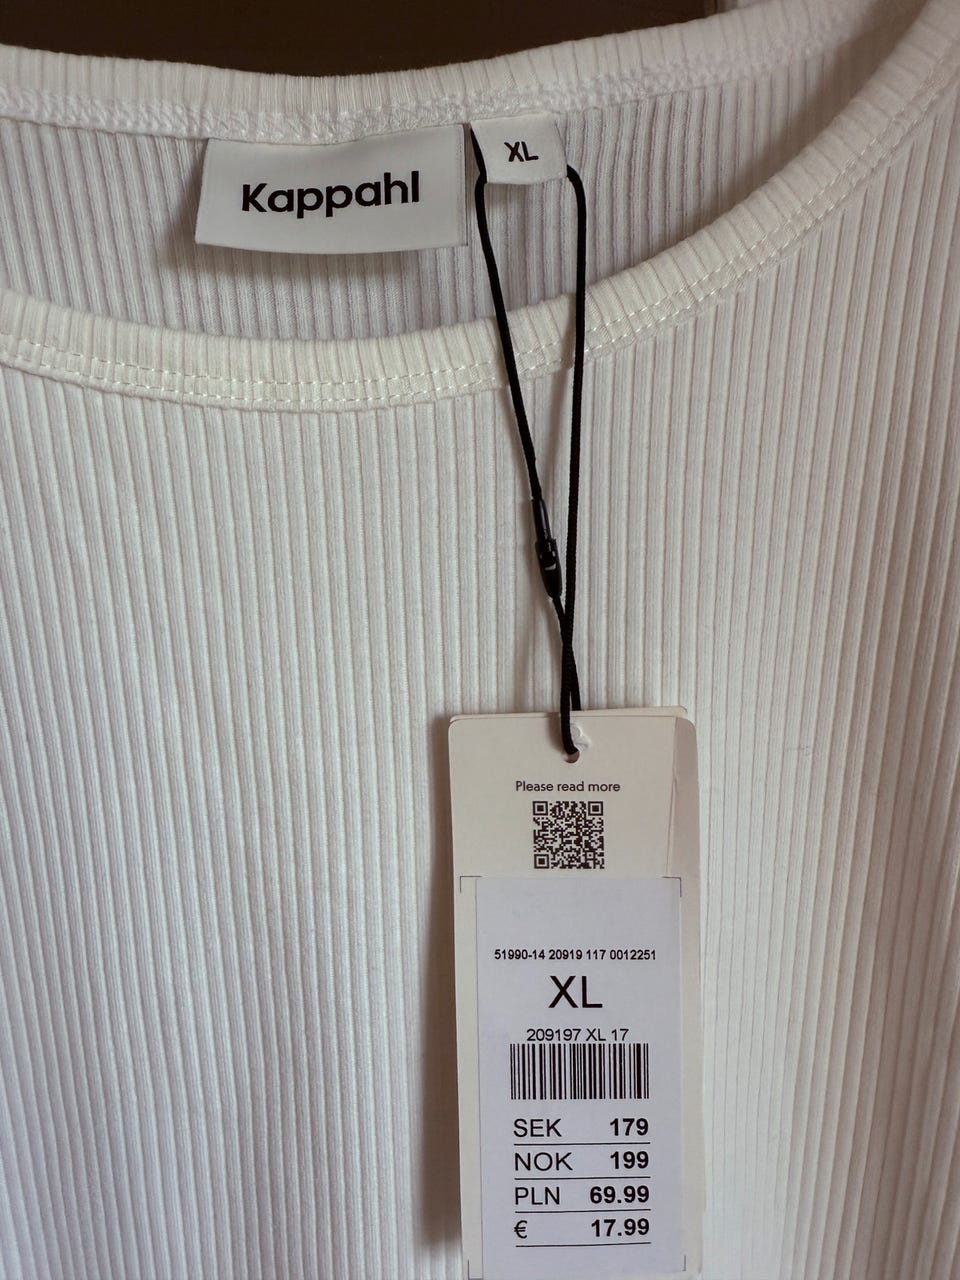 Kappahl
XL
Please read more
51990-14 20919 117 0012251
XL
209197 XL 17
SEK 179
NOK 199
PLN 69.99
€ 17.99